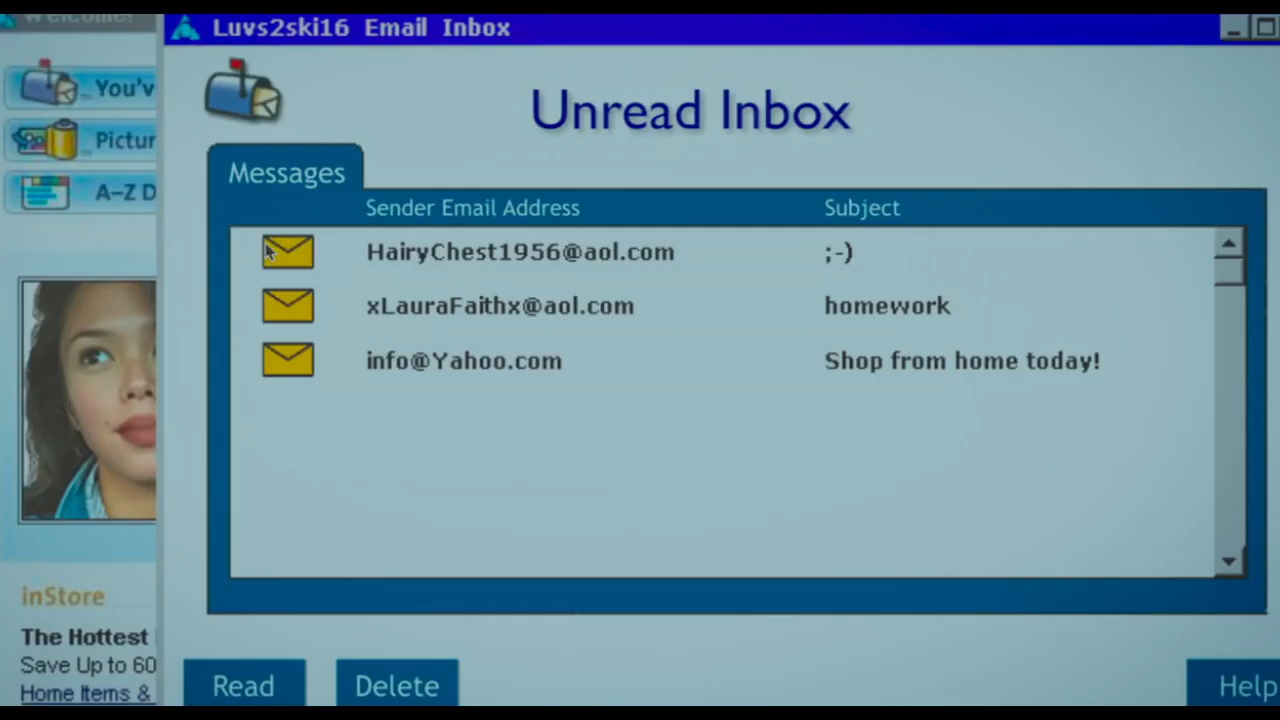 Welcome!
Luvs2ski16 Email Inbox
You'v
Pictur
A-Z D
Unread Inbox
Messages
Sender Email Address Subject
HairyChest1956@aol.com ;-)
xLauraFaithx@aol.com homework
info@Yahoo.com Shop from home today!
inStore
The Hottest
Save Up to 60
Home Items &
Read Delete Help